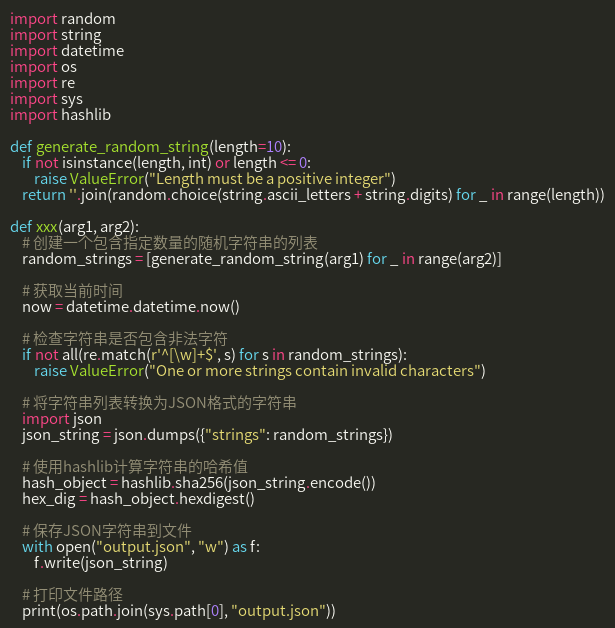 import random
import string
import datetime
import os
import re
import sys
import hashlib

def generate_random_string(length=10):
    if not isinstance(length, int) or length <= 0:
        raise ValueError("Length must be a positive integer")
    return ''.join(random.choice(string.ascii_letters + string.digits) for _ in range(length))

def xxx(arg1, arg2):
    # 创建一个包含指定数量的随机字符串的列表
    random_strings = [generate_random_string(arg1) for _ in range(arg2)]

    # 获取当前时间
    now = datetime.datetime.now()

    # 检查字符串是否包含非法字符
    if not all(re.match(r'^[\w]+$', s) for s in random_strings):
        raise ValueError("One or more strings contain invalid characters")

    # 将字符串列表转换为JSON格式的字符串
    import json
    json_string = json.dumps({"strings": random_strings})

    # 使用hashlib计算字符串的哈希值
    hash_object = hashlib.sha256(json_string.encode())
    hex_dig = hash_object.hexdigest()

    # 保存JSON字符串到文件
    with open("output.json", "w") as f:
        f.write(json_string)

    # 打印文件路径
    print(os.path.join(sys.path[0], "output.json"))